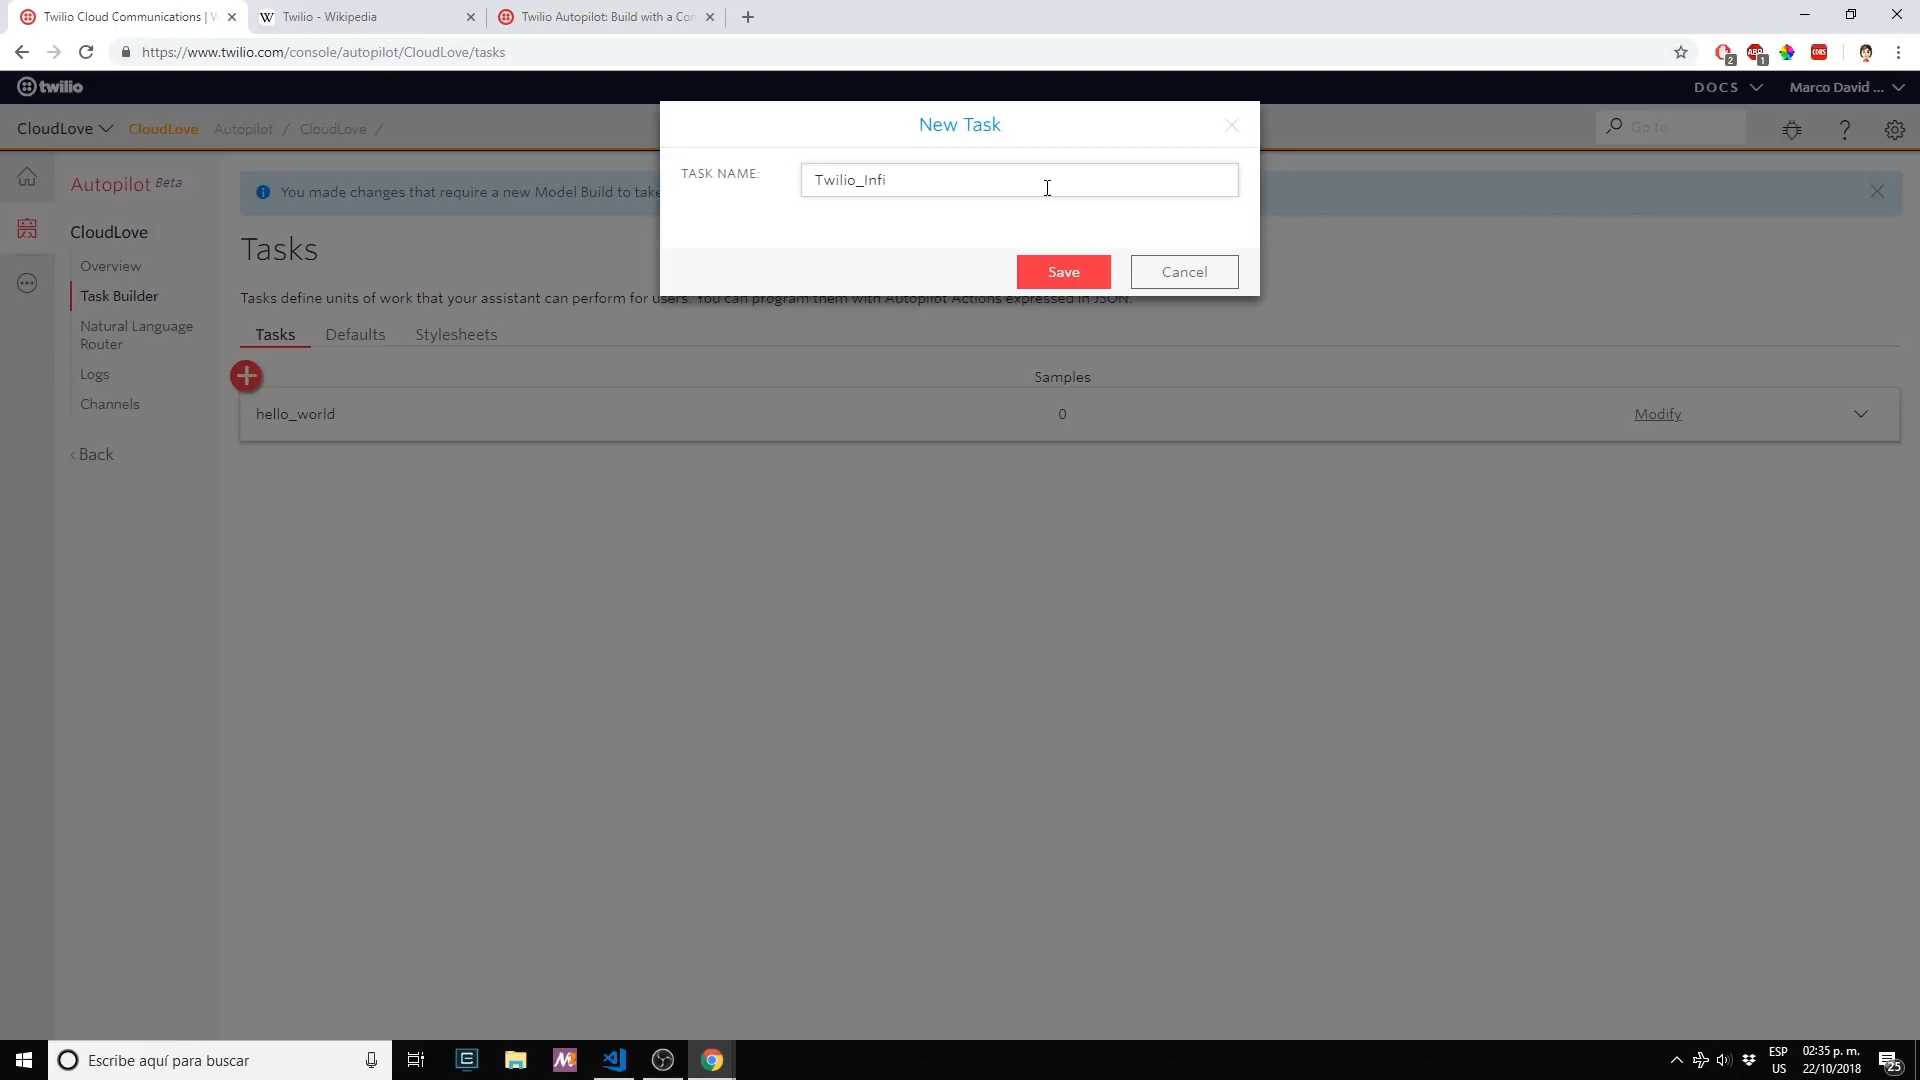 Twilio Cloud Communications |
Twilio - Wikipedia
Twilio Autopilot: Build with a Con
https://www.twilio.com/console/autopilot/CloudLove/tasks
2
ABP
1
CORS
twilio
DOCS
Marco David ...
CloudLove
CloudLove
Autopilot / CloudLove /
Go to...
New Task
TASK NAME:
Twilio_Infi
Save
Cancel
Autopilot Beta
You made changes that require a new Model Build to take
CloudLove
Overview
Task Builder
Natural Language
Router
Logs
Channels
‹ Back
Tasks
Tasks define units of work that your assistant can perform for users. You can program them with Autopilot Actions expressed in JSON.
Tasks
Defaults
Stylesheets
Samples
hello_world
0
Modify
Escribe aquí para buscar
ESP
US
02:35 p. m.
22/10/2018
25